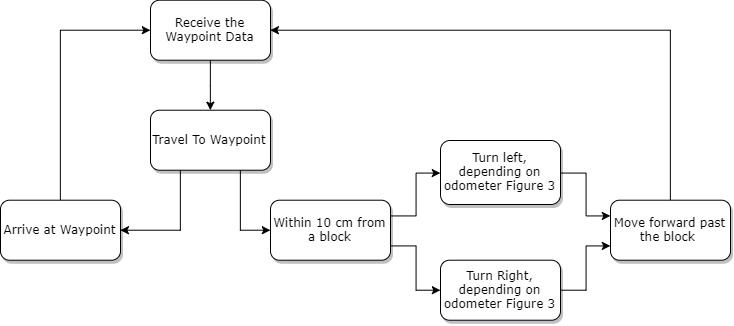 Receive the
Waypoint Data
Travel To Waypoint
Arrive at Waypoint
Within 10 cm from
a block
Turn left,
depending on
odometer Figure 3
Turn Right,
depending on
odometer Figure 3
Move forward past
the block